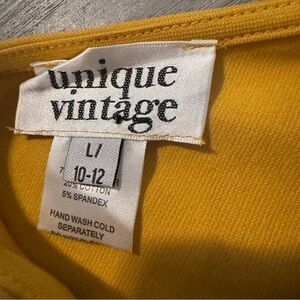 unique
vintage
L/
10-12
20% COTTON
5% SPANDEX
HAND WASH COLD
SEPARATELY